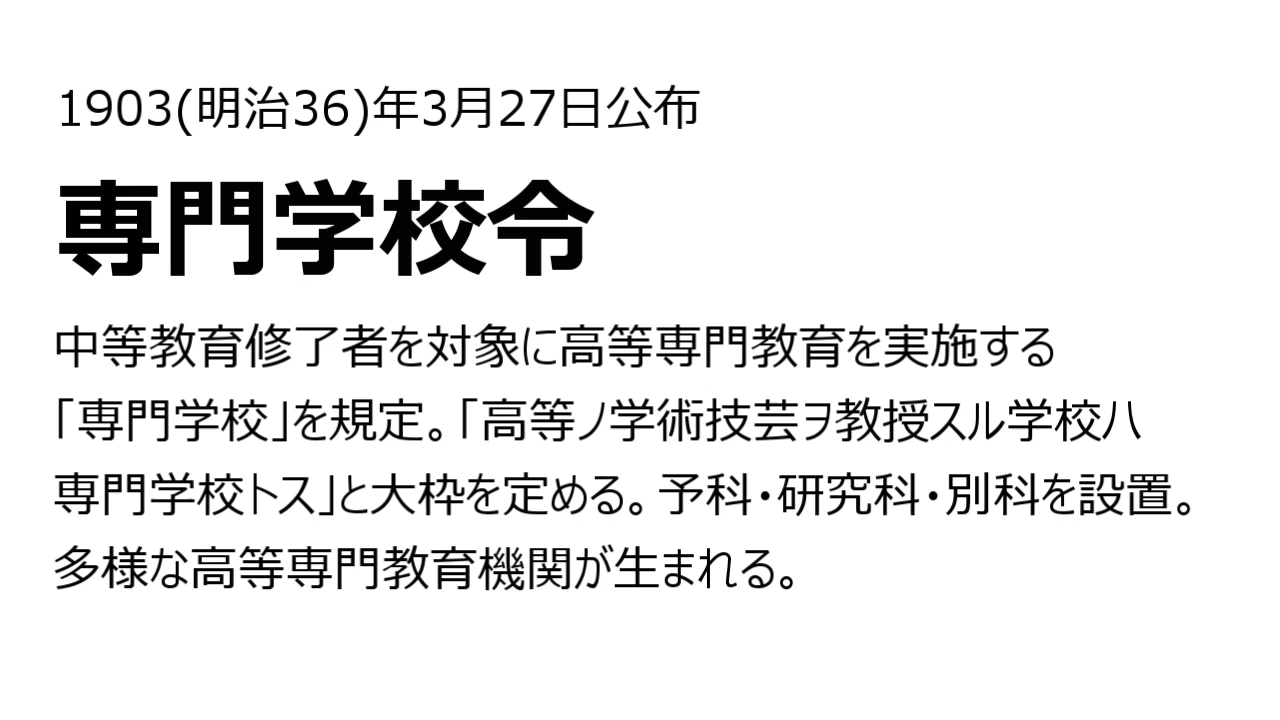 1903(明治36)年3月27日公布
専門学校令
中等教育修了者を対象に高等専門教育を実施する
「専門学校」を規定。「高等ノ学術技芸ヲ教授スル学校ハ
専門学校トス」と大枠を定める。予科・研究科・別科を設置。
多様な高等専門教育機関が生まれる。